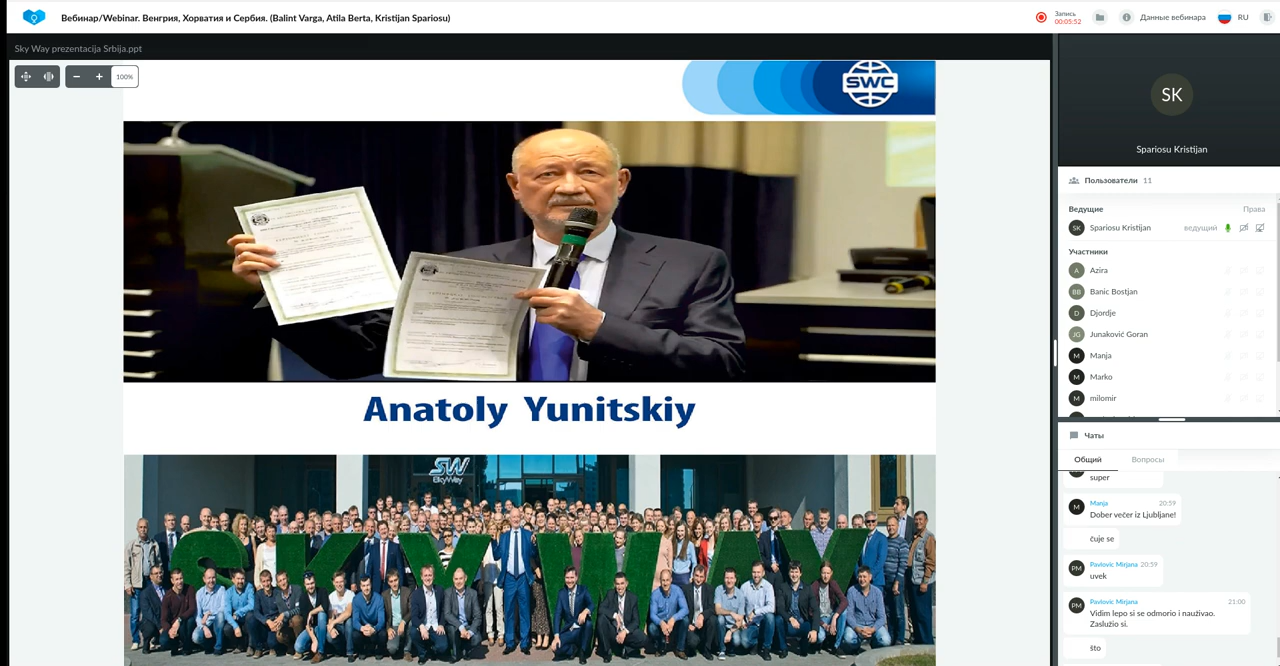 Вебинар/Webinar. Венгрия, Хорватия и Сербия. (Balint Varga, Atila Berta, Kristijan Spariosu)
Запись
00:05:52
Данные вебинара
RU
Sky Way prezentacija Srbija.ppt
100%
SWC
Anatoly Yunitskiy
SW
SkyWay
SKY WAY
SK
Spariosu Kristijan
Пользователи 11
Ведущие Права
SK Spariosu Kristijan ведущий
Участники
A Azira
BB Banic Bostjan
D Djordje
JG Junaković Goran
M Manja
M Marko
M milomir
Чаты
Общий Вопросы
super
M Manja 20:59
Dober večer iz Ljubljane!
čuje se
PM Pavlovic Mirjana 20:59
uvek
PM Pavlovic Mirjana 21:00
Vidim lepo si se odmorio i nauživao.
Zaslužio si.
što